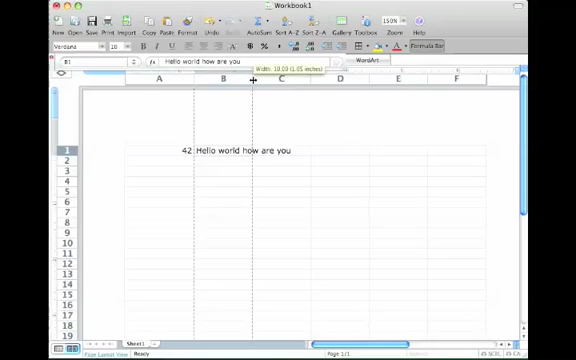 Workbook1
150%
New Open Save Print Import Copy Paste Format Undo Redo AutoSum Sort A-Z Sort Z-A Gallery Toolbox Zoom Help
Verdana 10 B I U $ % Formula Bar
B1 fx Hello world how are you
WordArt
Width: 10.00 (1.05 inches)
A B C D E F
1 42 Hello world how are you
2
3
4
5
6
7
8
9
10
11
12
13
14
15
16
17
18
19
Sheet1
Page Layout View Page 1/1